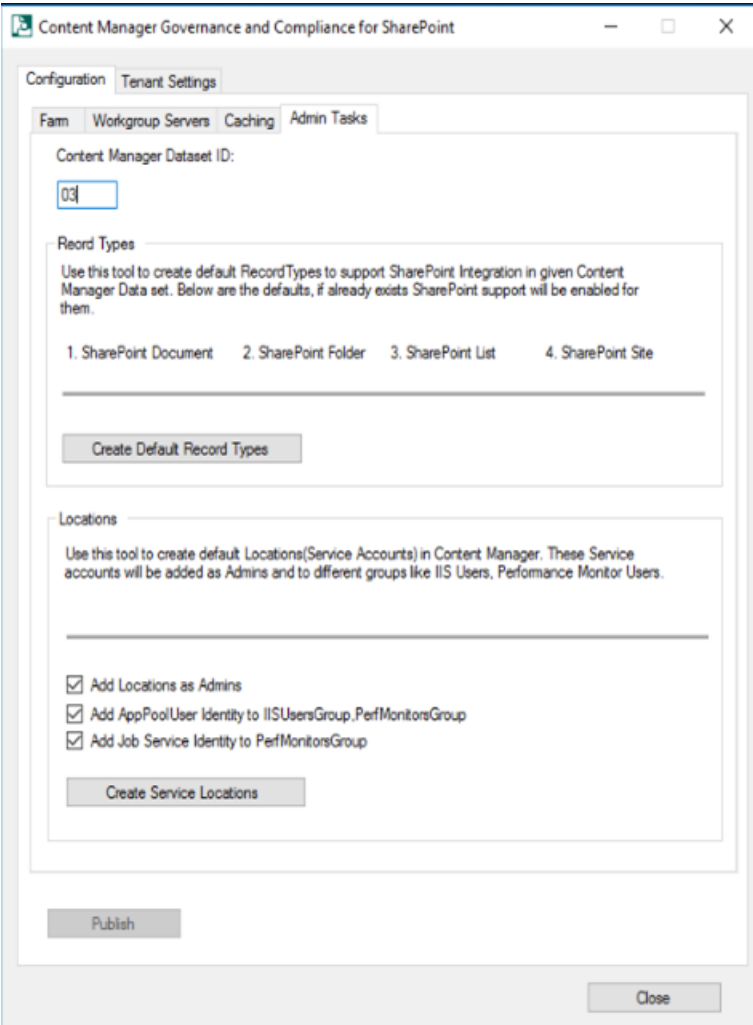 Content Manager Governance and Compliance for SharePoint
Configuration Tenant Settings
Farm Workgroup Servers Caching Admin Tasks
Content Manager Dataset ID:
03
Reord Types
Use this tool to create default RecordTypes to support SharePoint Integration in given Content
Manager Data set. Below are the defaults, if already exists SharePoint support will be enabled for
them.
1. SharePoint Document 2. SharePoint Folder 3. SharePoint List 4. SharePoint Site
Create Default Record Types
Locations
Use this tool to create default Locations(Service Accounts) in Content Manager. These Service
accounts will be added as Admins and to different groups like IIS Users, Performance Monitor Users.
Add Locations as Admins
Add AppPoolUser Identity to IISUsersGroup,PerfMonitorsGroup
Add Job Service Identity to PerfMonitorsGroup
Create Service Locations
Publish
Close